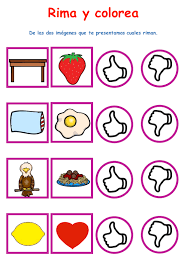 Rima y colorea
De las dos imágenes que te presentamos cuales riman.